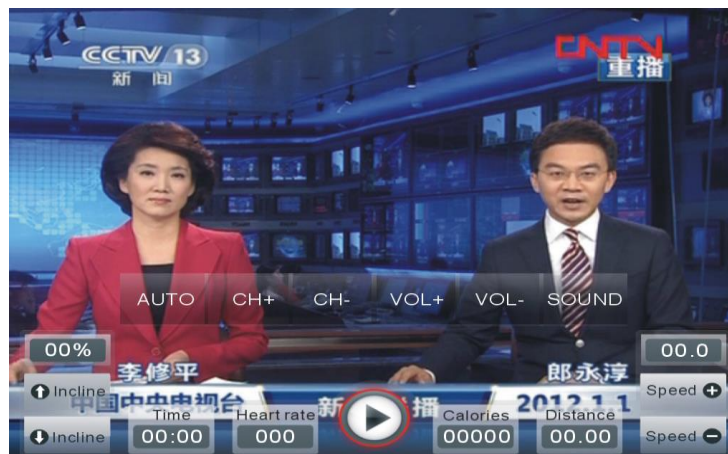 CCTV 13
新闻
CNTV
重播
AUTO CH+ CH- VOL+ VOL- SOUND
00% 00.0
李修平 郎永淳
Incline Speed
中国中央电视台 新 播 2012.1.1
Time Heart rate Calories Distance
Incline 00:00 000 00000 00.00 Speed